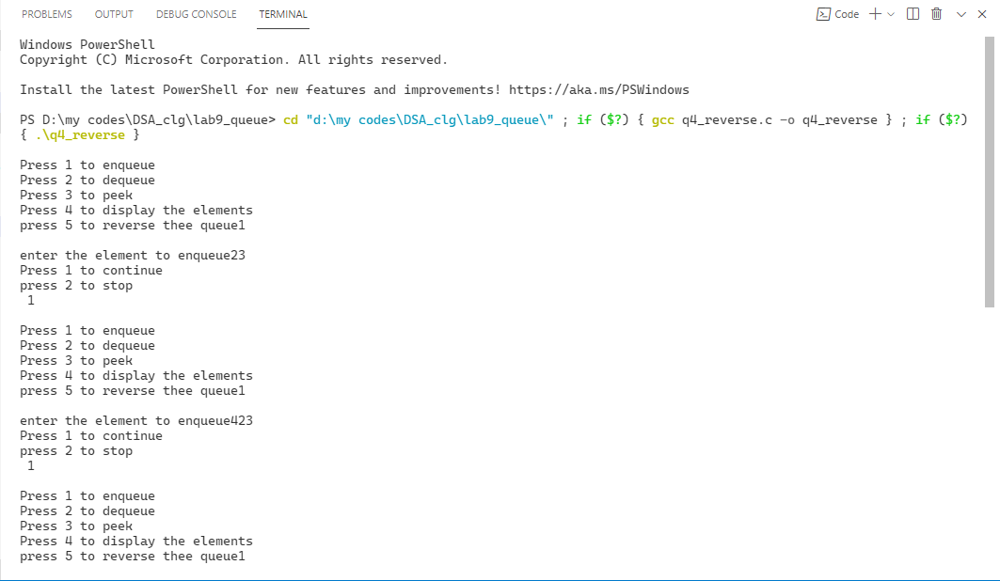 PROBLEMS OUTPUT DEBUG CONSOLE TERMINAL Code
Windows PowerShell
Copyright (C) Microsoft Corporation. All rights reserved.
Install the latest PowerShell for new features and improvements! https://aka.ms/PSWindows
PS D:\my codes\DSA_clg\lab9_queue> cd "d:\my codes\DSA_clg\lab9_queue\" ; if ($?) { gcc q4_reverse.c -o q4_reverse } ; if ($?)
{ .\q4_reverse }
Press 1 to enqueue
Press 2 to dequeue
Press 3 to peek
Press 4 to display the elements
press 5 to reverse thee queue1
enter the element to enqueue23
Press 1 to continue
press 2 to stop
1
Press 1 to enqueue
Press 2 to dequeue
Press 3 to peek
Press 4 to display the elements
press 5 to reverse thee queue1
enter the element to enqueue423
Press 1 to continue
press 2 to stop
1
Press 1 to enqueue
Press 2 to dequeue
Press 3 to peek
Press 4 to display the elements
press 5 to reverse thee queue1